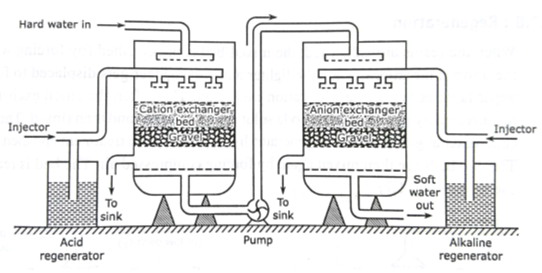 Hard water in
Cation exchanger
bed
Gravel
Anion exchanger
bed
Gravel
Injector
Injector
To
sink
To
sink
Soft
water
out
Acid
regenerator
Pump
Alkaline
regenerator